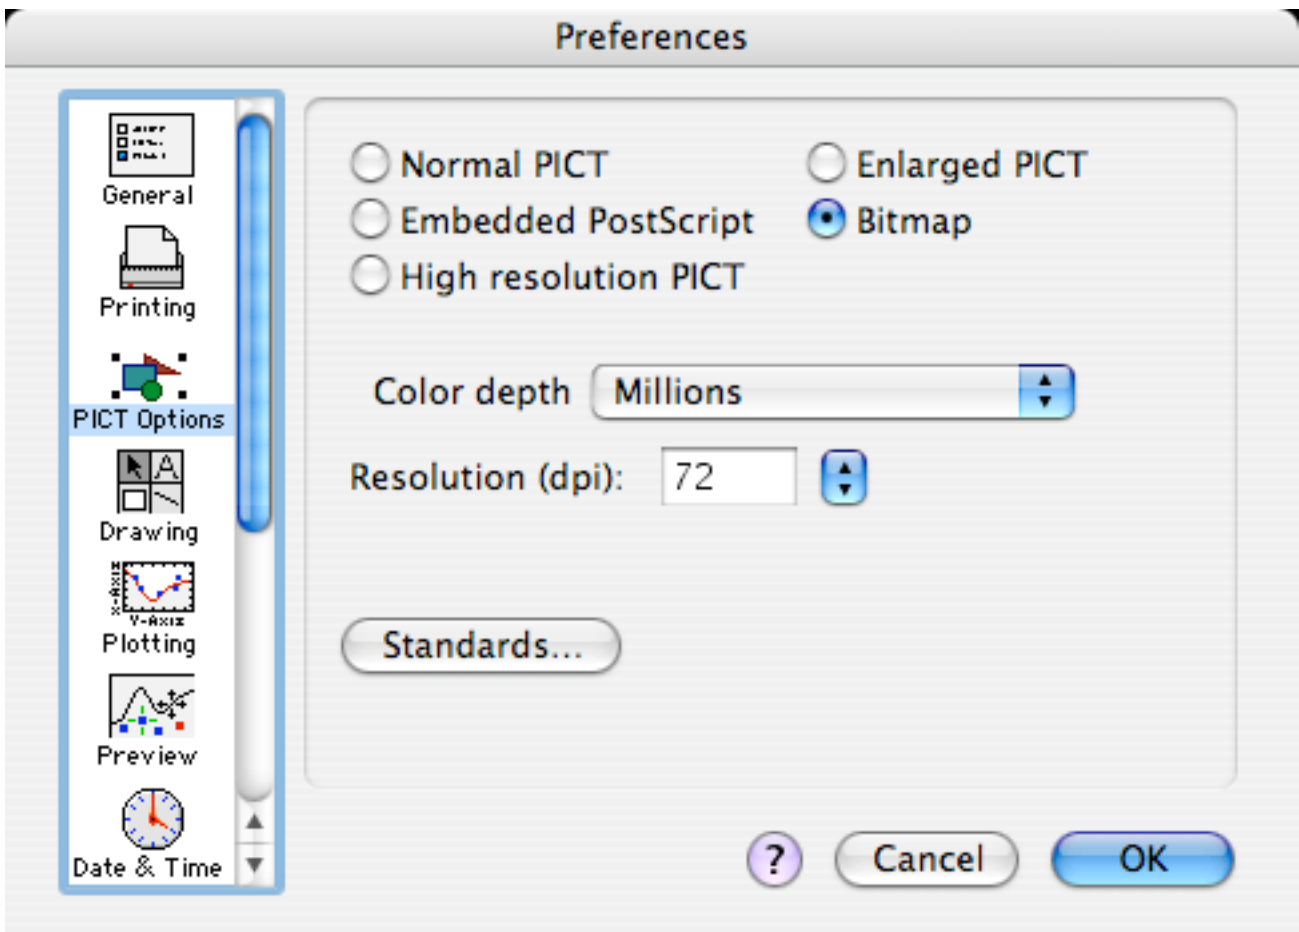 Preferences
General
Printing
PICT Options
Drawing
Y-Axis
Plotting
Preview
Date & Time
Normal PICT
Enlarged PICT
Embedded PostScript
Bitmap
High resolution PICT
Color depth Millions
Resolution (dpi): 72
Standards...
? Cancel OK